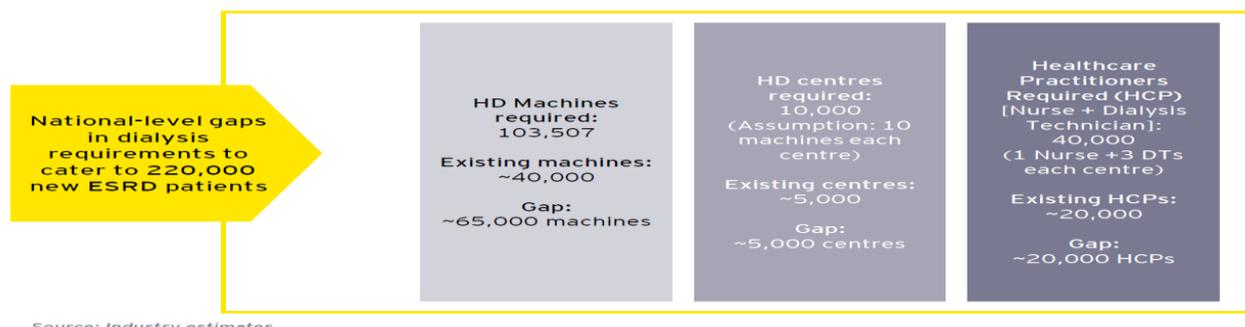 National-level gaps
in dialysis
requirements to
cater to 220,000
new ESRD patients
HD Machines
required:
103,507
Existing machines:
~40,000
Gap:
~65,000 machines
HD centres
required:
10,000
(Assumption: 10
machines each
centre)
Existing centres:
~5,000
Gap:
~5,000 centres
Healthcare
Practitioners
Required (HCP)
[Nurse + Dialysis
Technician]:
40,000
(1 Nurse +3 DTs
each centre)
Existing HCPs:
~20,000
Gap:
~20,000 HCPs
Source: Industry estimates